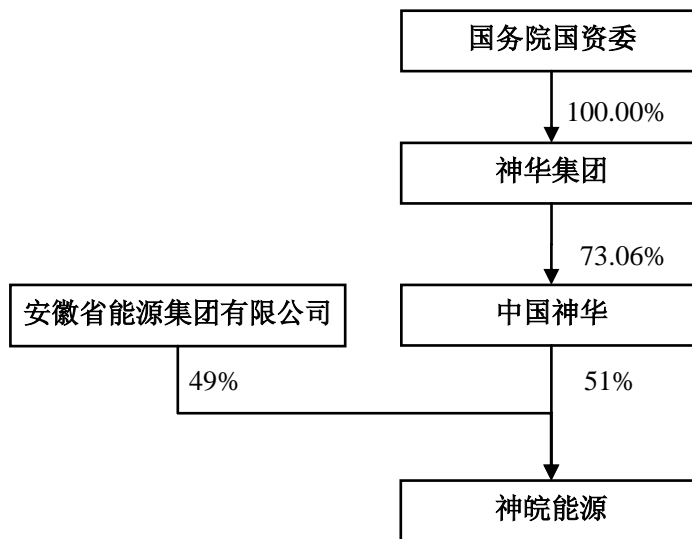 国务院国资委
100.00%
神华集团
73.06%
安徽省能源集团有限公司
中国神华
49%
51%
神皖能源